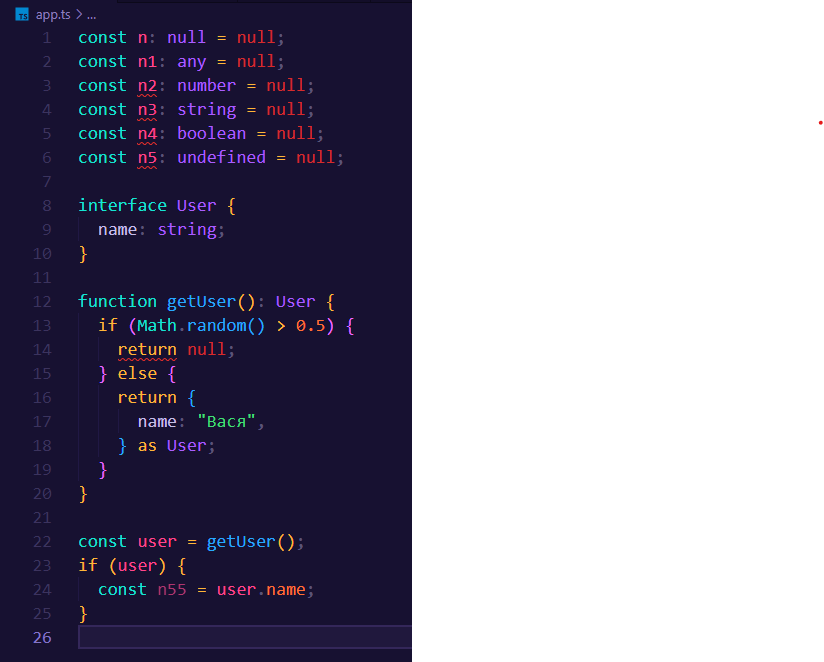 TS app.ts > ...
1 const n: null = null;
2 const n1: any = null;
3 const n2: number = null;
4 const n3: string = null;
5 const n4: boolean = null;
6 const n5: undefined = null;
7
8 interface User {
9   name: string;
10 }
11
12 function getUser(): User {
13   if (Math.random() > 0.5) {
14     return null;
15   } else {
16     return {
17       name: "Вася",
18     } as User;
19   }
20 }
21
22 const user = getUser();
23 if (user) {
24   const n55 = user.name;
25 }
26